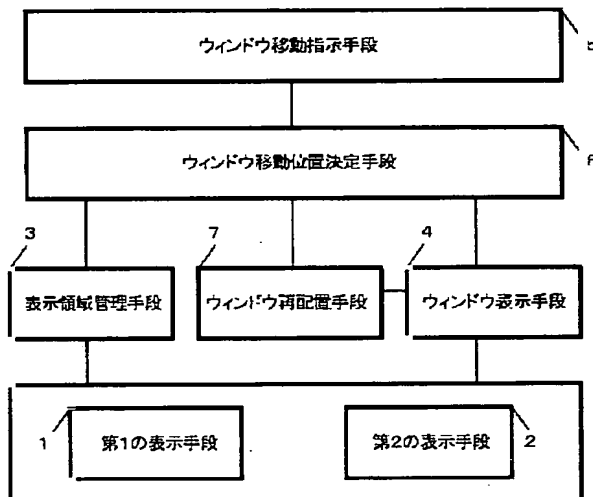 ウィンドウ移動指示手段
ウィンドウ移動位置決定手段
3
7
4
表示領域管理手段
ウィンドウ再配置手段
ウィンドウ表示手段
1
第1の表示手段
第2の表示手段
2